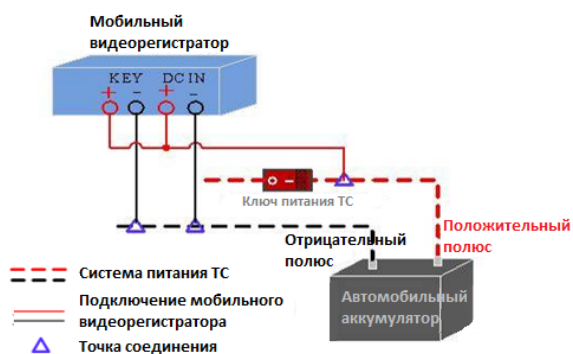 Мобильный
видеорегистратор
KEY DC IN
+ - + -
Ключ питания ТС
Отрицательный
полюс
Положительный
полюс
Автомобильный
аккумулятор
Система питания ТС
Подключение мобильного
видеорегистратора
Точка соединения